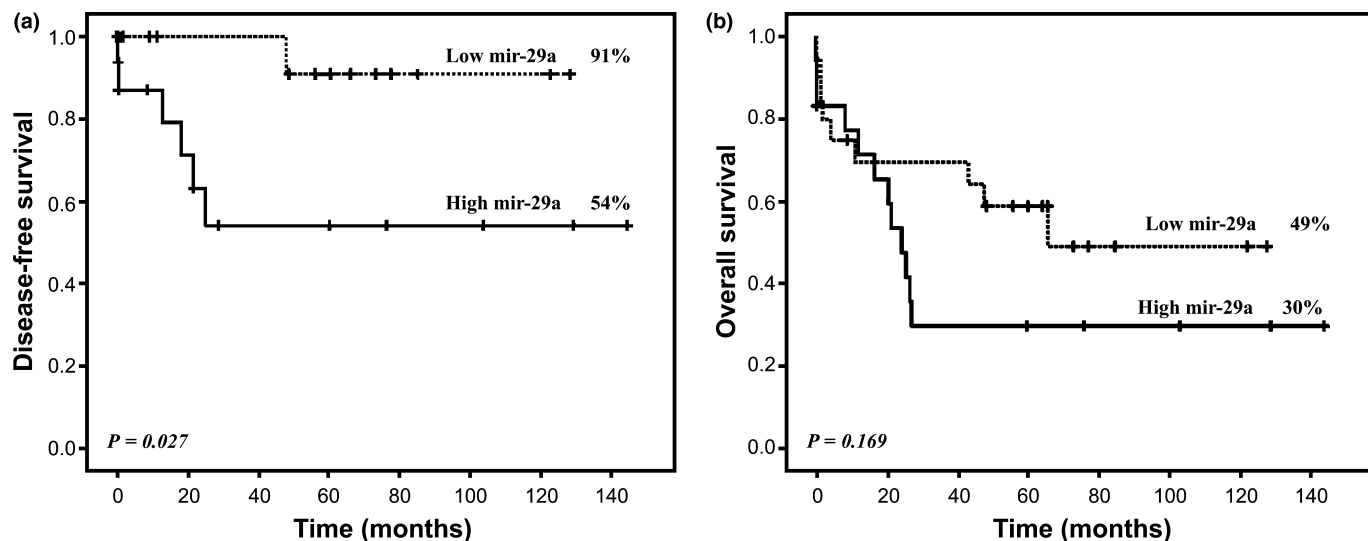 (a)
Disease-free survival
1.0
0.8
0.6
0.4
0.2
0.0
Low mir-29a 91%
High mir-29a 54%
P = 0.027
0 20 40 60 80 100 120 140
Time (months)
(b)
Overall survival
1.0
0.8
0.6
0.4
0.2
0.0
Low mir-29a 49%
High mir-29a 30%
P = 0.169
0 20 40 60 80 100 120 140
Time (months)